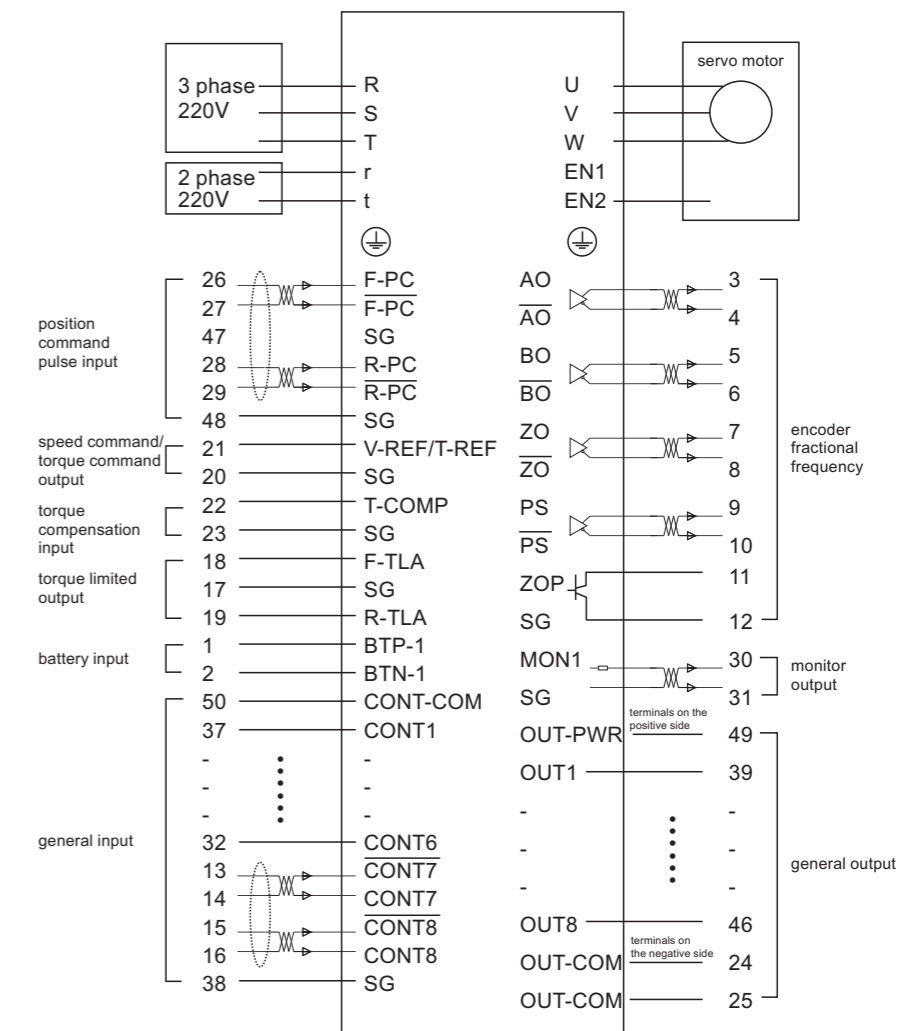 servo motor
3 phase
220V
R
S
T
U
V
W
2 phase
220V
r
t
EN1
EN2
position
command
pulse input
26 F-PC
27 F-PC
47 SG
28 R-PC
29 R-PC
48 SG
speed command/
torque command
output
21 V-REF/T-REF
20 SG
torque
compensation
input
22 T-COMP
23 SG
torque limited
output
18 F-TLA
17 SG
19 R-TLA
battery input
1 BTP-1
2 BTN-1
general input
50 CONT-COM
37 CONT1
- -
- -
- -
32 CONT6
13 CONT7
14 CONT7
15 CONT8
16 CONT8
38 SG
AO 3
AO 4
BO 5
BO 6
ZO 7
ZO 8
PS 9
PS 10
ZOP 11
SG 12
encoder
fractional
frequency
MON1 30
SG 31
monitor
output
terminals on the
positive side
OUT-PWR 49
OUT1 39
- -
- -
- -
general output
OUT8 46
terminals on
the negative side
OUT-COM 24
OUT-COM 25